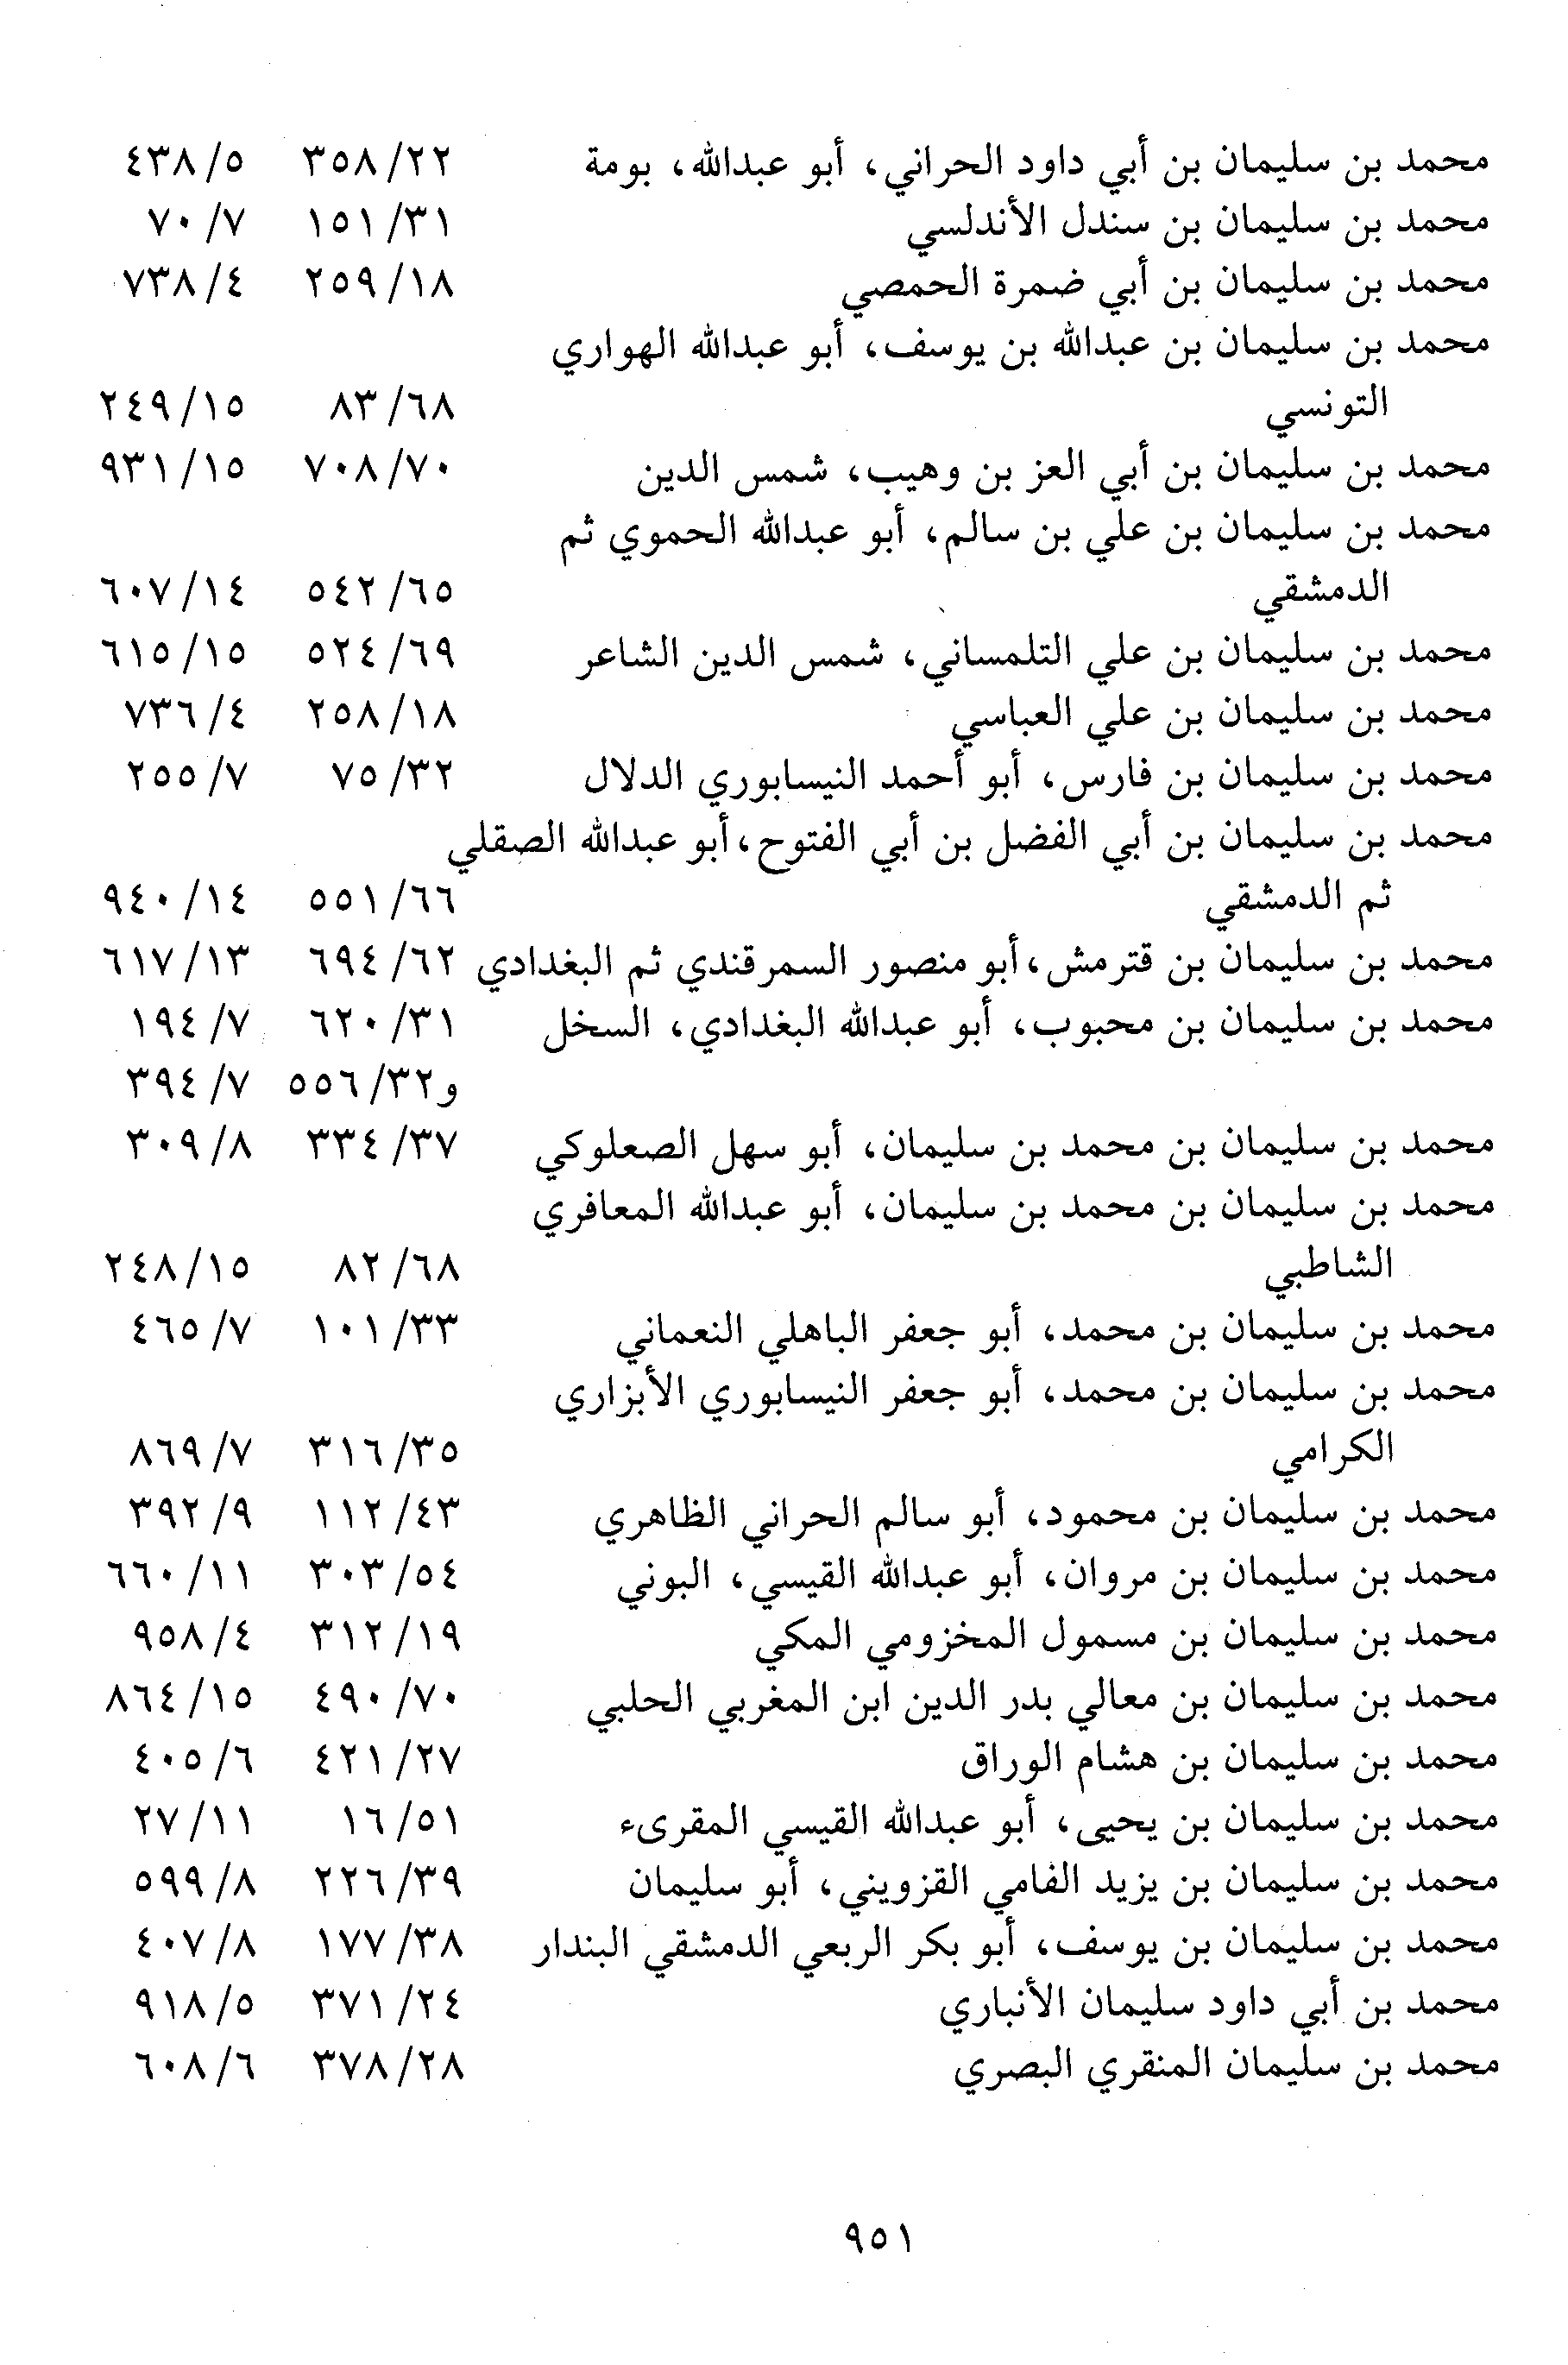 محمد بن سليمان بن أبي داود الحراني، أبو عبدالله، بومة ٣٥٨/٢٢ ٤٣٨/٥
محمد بن سليمان بن سندل الأندلسي ١٥١/٣١ ٧٠/٧
محمد بن سليمان بن أبي ضمرة الحمصي ٢٥٩/١٨ ٧٣٨/٤
محمد بن سليمان بن عبدالله بن يوسف، أبو عبدالله الهواري
التونسي ٨٣/٦٨ ٢٤٩/١٥
محمد بن سليمان بن أبي العز بن وهيب، شمس الدين ٧٠٨/٧٠ ٩٣١/١٥
محمد بن سليمان بن علي بن سالم، أبو عبدالله الحموي ثم
الدمشقي ٥٤٢/٦٥ ٦٠٧/١٤
محمد بن سليمان بن علي التلمساني، شمس الدين الشاعر ٥٢٤/٦٩ ٦١٥/١٥
محمد بن سليمان بن علي العباسي ٢٥٨/١٨ ٧٣٦/٤
محمد بن سليمان بن فارس، أبو أحمد النيسابوري الدلال ٧٥/٣٢ ٢٥٥/٧
محمد بن سليمان بن أبي الفضل بن أبي الفتوح، أبو عبدالله الصقلي
ثم الدمشقي ٥٥١/٦٦ ٩٤٠/١٤
محمد بن سليمان بن قترمش، أبو منصور السمرقندي ثم البغدادي ٦٩٤/٦٢ ٦١٧/١٣
محمد بن سليمان بن محبوب، أبو عبدالله البغدادي، السخل ٦٢٠/٣١ ١٩٤/٧
و٥٥٦/٣٢ ٣٩٤/٧
محمد بن سليمان بن محمد بن سليمان، أبو سهل الصعلوكي ٣٣٤/٣٧ ٣٠٩/٨
محمد بن سليمان بن محمد بن سليمان، أبو عبدالله المعافري
الشاطبي ٨٢/٦٨ ٢٤٨/١٥
محمد بن سليمان بن محمد، أبو جعفر الباهلي النعماني ١٠١/٣٣ ٤٦٥/٧
محمد بن سليمان بن محمد، أبو جعفر النيسابوري الأبزاري
الكرامي ٣١٦/٣٥ ٨٦٩/٧
محمد بن سليمان بن محمود، أبو سالم الحراني الظاهري ١١٢/٤٣ ٣٩٢/٩
محمد بن سليمان بن مروان، أبو عبدالله القيسي، البوني ٣٠٣/٥٤ ٦٦٠/١١
محمد بن سليمان بن مسمول المخزومي المكي ٣١٢/١٩ ٩٥٨/٤
محمد بن سليمان بن معالي بدر الدين ابن المغربي الحلبي ٤٩٠/٧٠ ٨٦٤/١٥
محمد بن سليمان بن هشام الوراق ٤٢١/٢٧ ٤٠٥/٦
محمد بن سليمان بن يحيى، أبو عبدالله القيسي المقرىء ١٦/٥١ ٢٧/١١
محمد بن سليمان بن يزيد الفامي القزويني، أبو سليمان ٢٢٦/٣٩ ٥٩٩/٨
محمد بن سليمان بن يوسف، أبو بكر الربعي الدمشقي البندار ١٧٧/٣٨ ٤٠٧/٨
محمد بن أبي داود سليمان الأنباري ٣٧١/٢٤ ٩١٨/٥
محمد بن سليمان المنقري البصري ٣٧٨/٢٨ ٦٠٨/٦
٩٥١